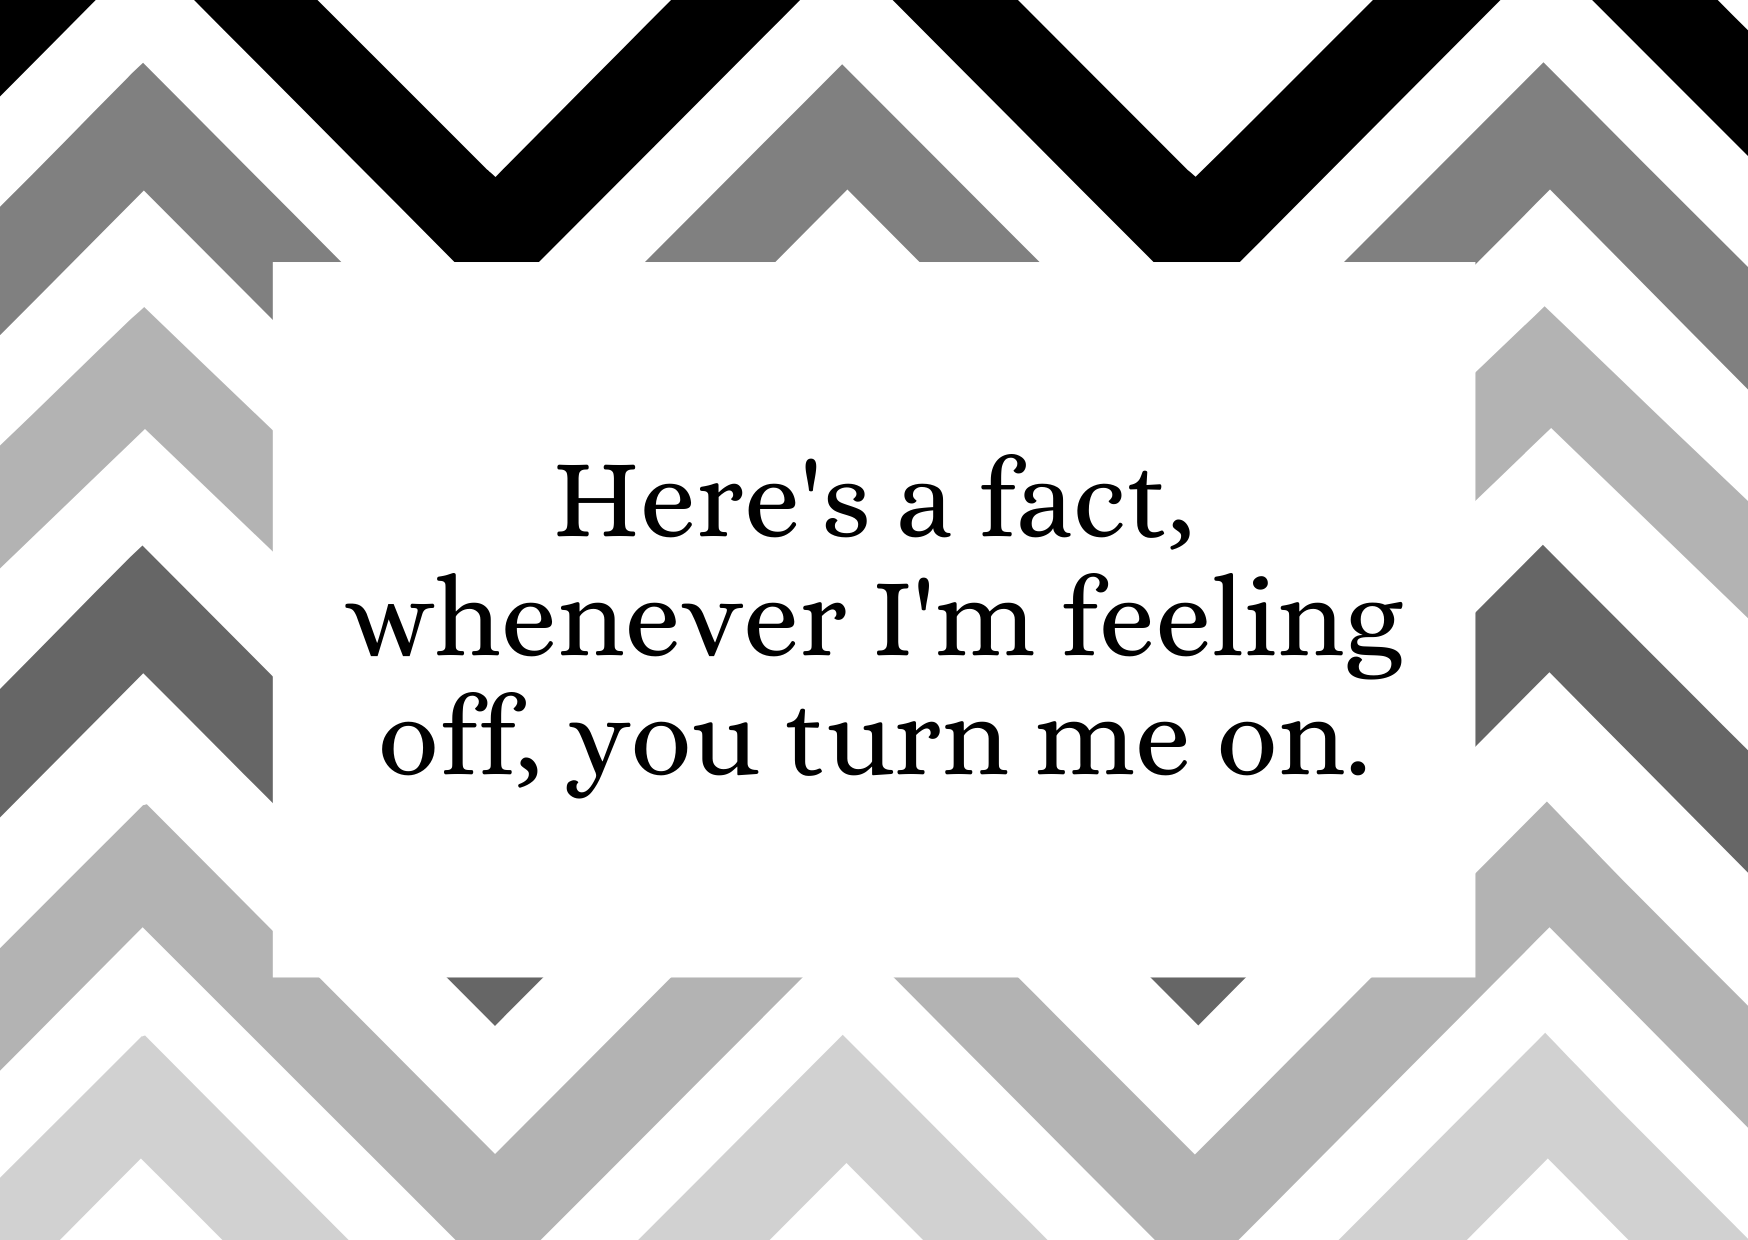 Here's a fact,
whenever I'm feeling
off, you turn me on.